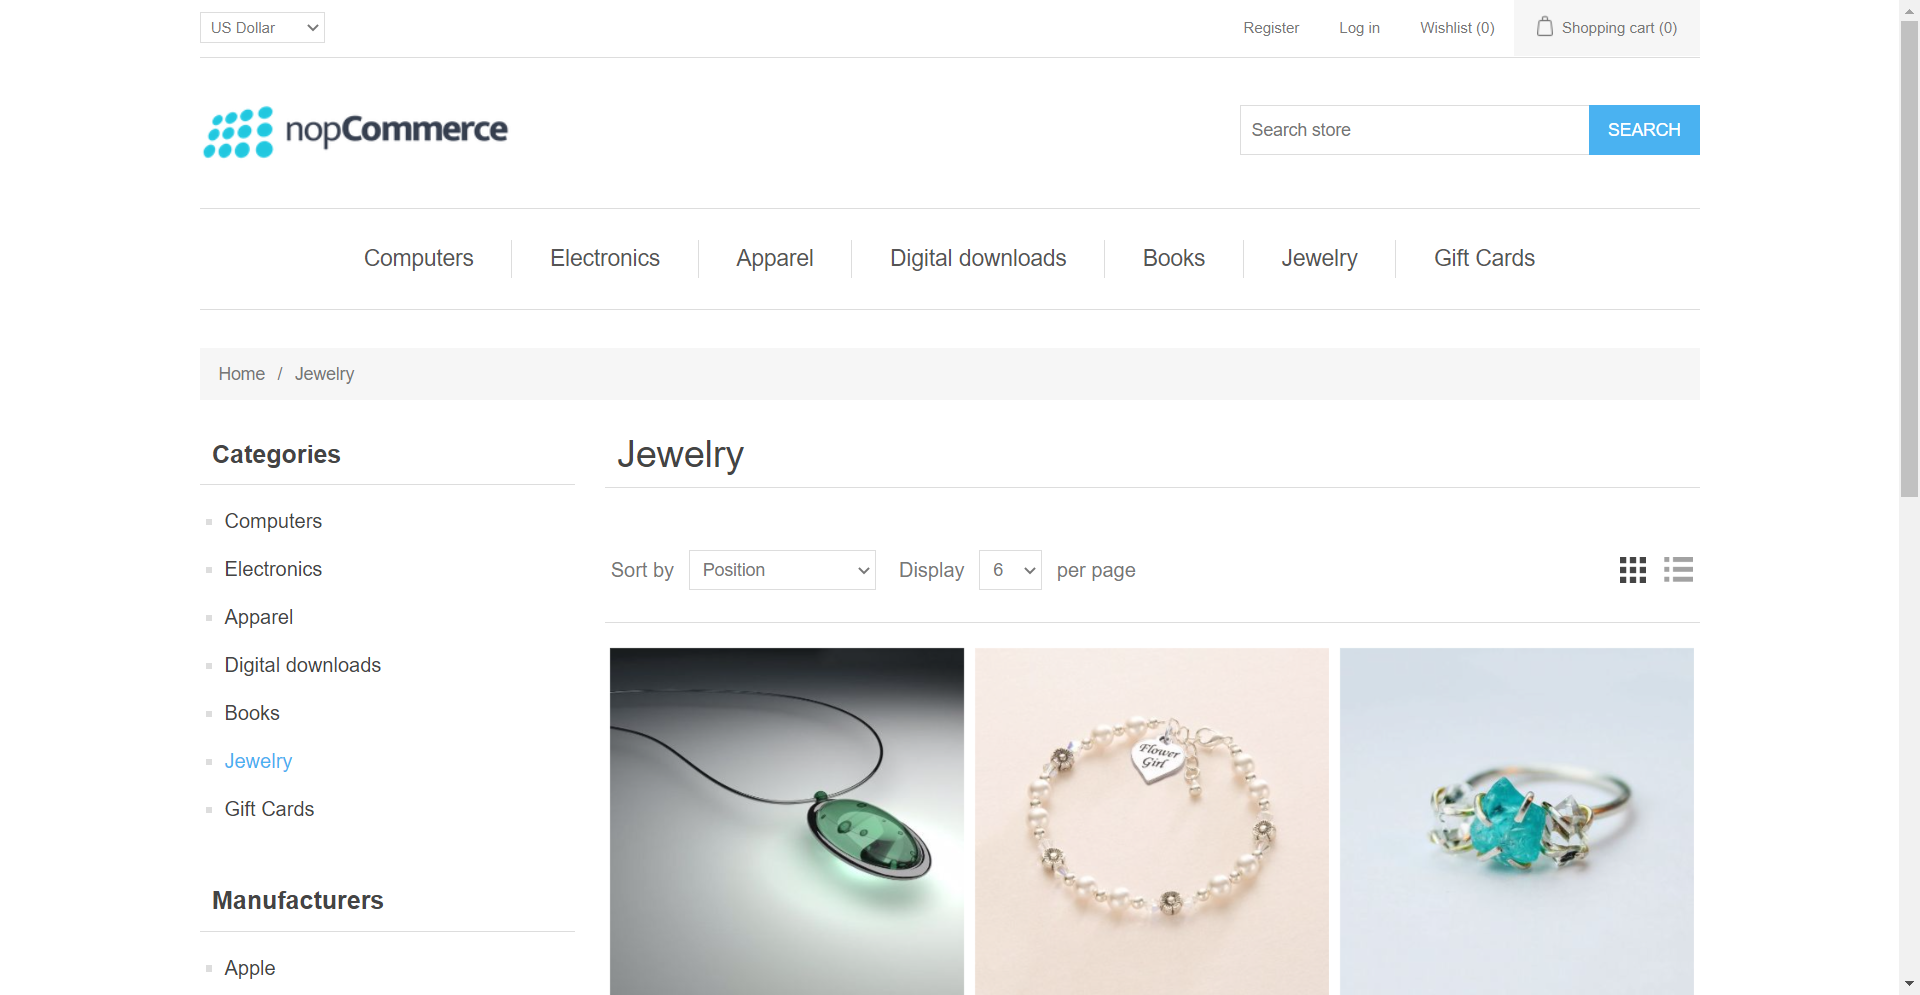 US Dollar
Register
Log in
Wishlist (0)
Shopping cart (0)
nopCommerce
Search store
SEARCH
Computers
Electronics
Apparel
Digital downloads
Books
Jewelry
Gift Cards
Home / Jewelry
Categories
Computers
Electronics
Apparel
Digital downloads
Books
Jewelry
Gift Cards
Manufacturers
Apple
Jewelry
Sort by Position Display 6 per page
Flower
Girl